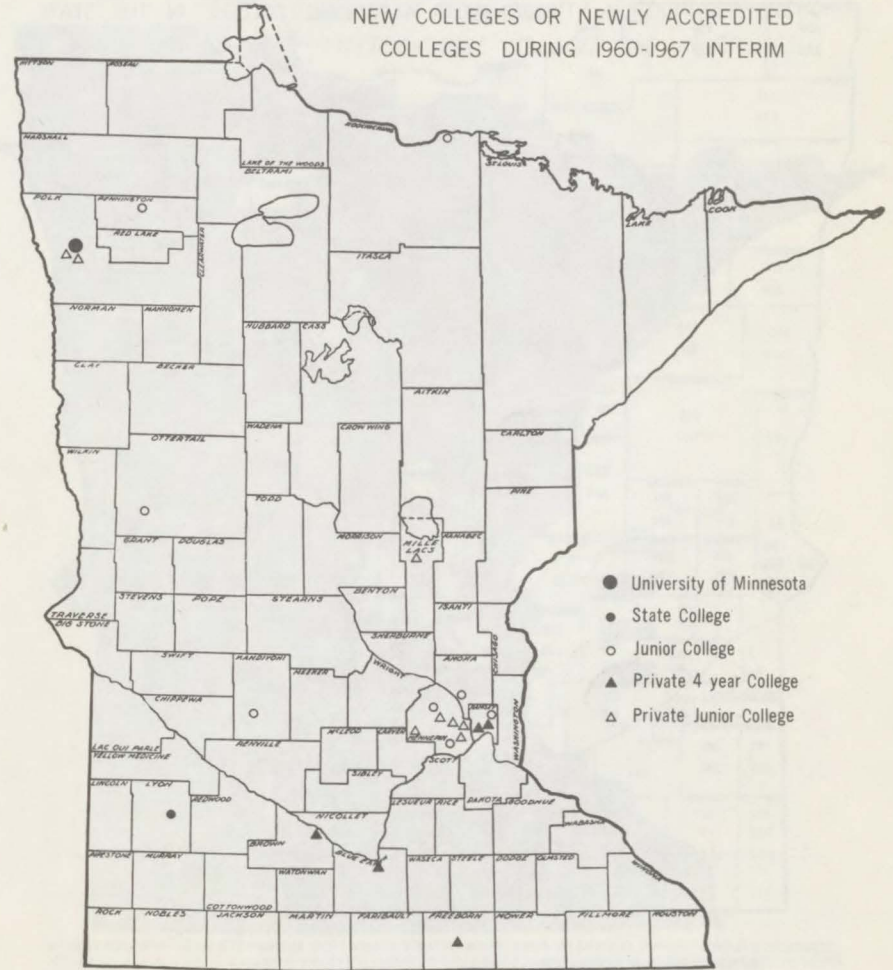 NEW COLLEGES OR NEWLY ACCREDITED
COLLEGES DURING 1960-1967 INTERIM
KITTSON
ROSEAU
LAKE OF THE WOODS
KOOCHICHING
MARSHALL
BELTRAMI
ST. LOUIS
LAKE
COOK
POLK
PENNINGTON
RED LAKE
CLEARWATER
ITASCA
NORMAN
MAHNOMEN
HUBBARD
CASS
CLAY
BECKER
AITKIN
WADENA
CROW WING
CARLTON
WILKIN
OTTERTAIL
PINE
TODD
GRANT
DOUGLAS
MORRISON
MILLE
LACS
KANABEC
University of Minnesota
STEVENS
POPE
STEARNS
BENTON
ISANTI
State College
TRAVERSE
BIG STONE
SHERBURNE
CHISAGO
Junior College
SWIFT
KANDIYOHI
MEEKER
WRIGHT
ANOKA
Private 4 year College
CHIPPEWA
RAMSEY
Private Junior College
McLEOD
CARVER
HENNEPIN
WASHINGTON
LAC QUI PARLE
YELLOW MEDICINE
RENVILLE
SCOTT
SIBLEY
LINCOLN
LYON
REDWOOD
LESUEUR
RICE
DAKOTA
GOODHUE
NICOLLET
WABASHA
BROWN
BLUE EARTH
PIPESTONE
MURRAY
WATONWAN
WASECA
STEELE
DODGE
OLMSTED
WINONA
COTTONWOOD
ROCK
NOBLES
JACKSON
MARTIN
FARIBAULT
FREEBORN
MOWER
FILLMORE
HOUSTON